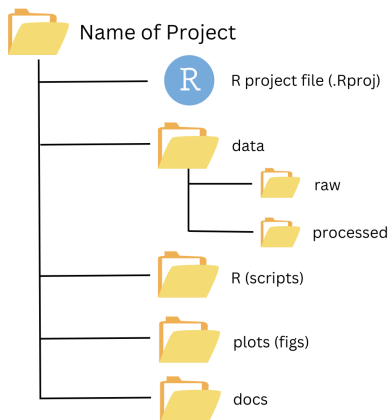 Name of Project
R
R project file (.Rproj)
data
raw
processed
R (scripts)
plots (figs)
docs